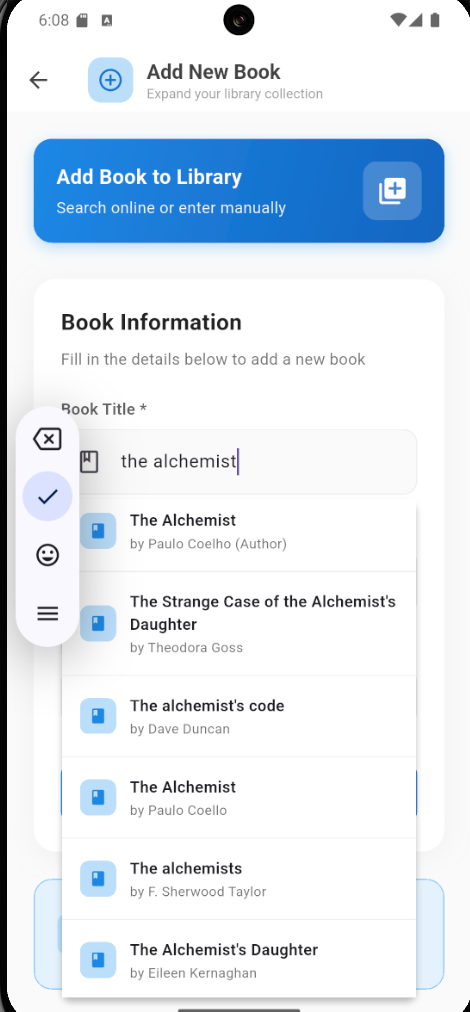 6:08
Add New Book
Expand your library collection
Add Book to Library
Search online or enter manually
Book Information
Fill in the details below to add a new book
Book Title *
the alchemist
The Alchemist
by Paulo Coelho (Author)
The Strange Case of the Alchemist's
Daughter
by Theodora Goss
The alchemist's code
by Dave Duncan
The Alchemist
by Paulo Coello
The alchemists
by F. Sherwood Taylor
The Alchemist's Daughter
by Eileen Kernaghan